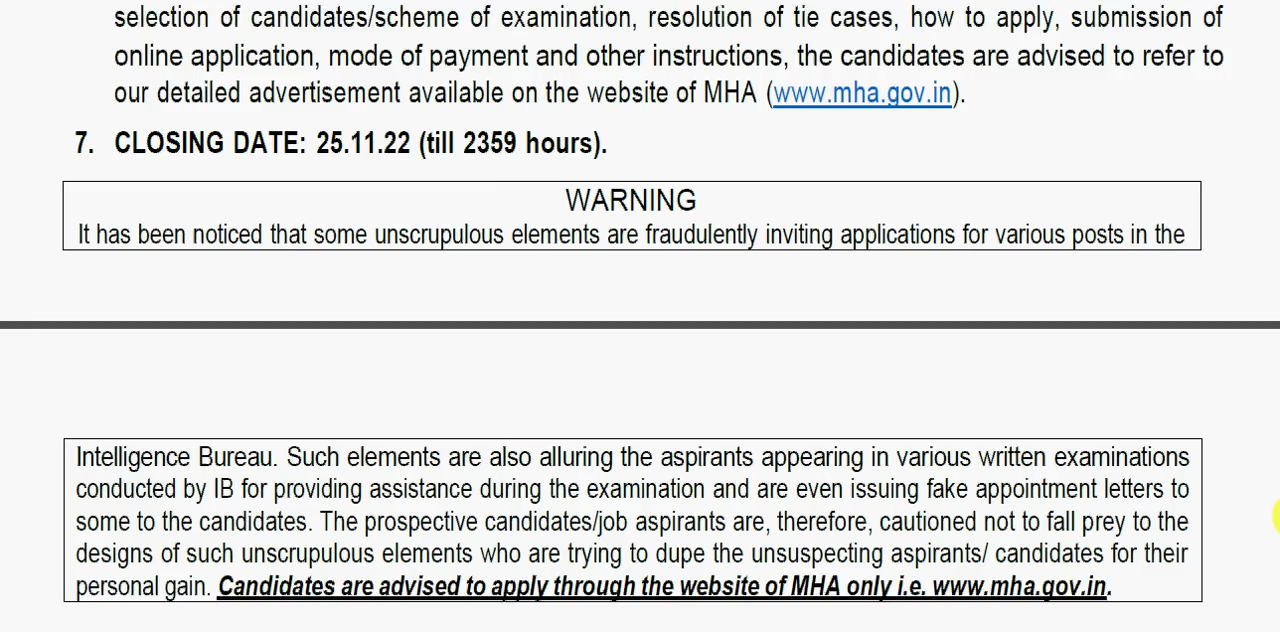 selection of candidates/scheme of examination, resolution of tie cases, how to apply, submission of
online application, mode of payment and other instructions, the candidates are advised to refer to
our detailed advertisement available on the website of MHA (www.mha.gov.in).
7. CLOSING DATE: 25.11.22 (till 2359 hours).
WARNING
It has been noticed that some unscrupulous elements are fraudulently inviting applications for various posts in the
Intelligence Bureau. Such elements are also alluring the aspirants appearing in various written examinations
conducted by IB for providing assistance during the examination and are even issuing fake appointment letters to
some to the candidates. The prospective candidates/job aspirants are, therefore, cautioned not to fall prey to the
designs of such unscrupulous elements who are trying to dupe the unsuspecting aspirants/ candidates for their
personal gain. Candidates are advised to apply through the website of MHA only i.e. www.mha.gov.in.